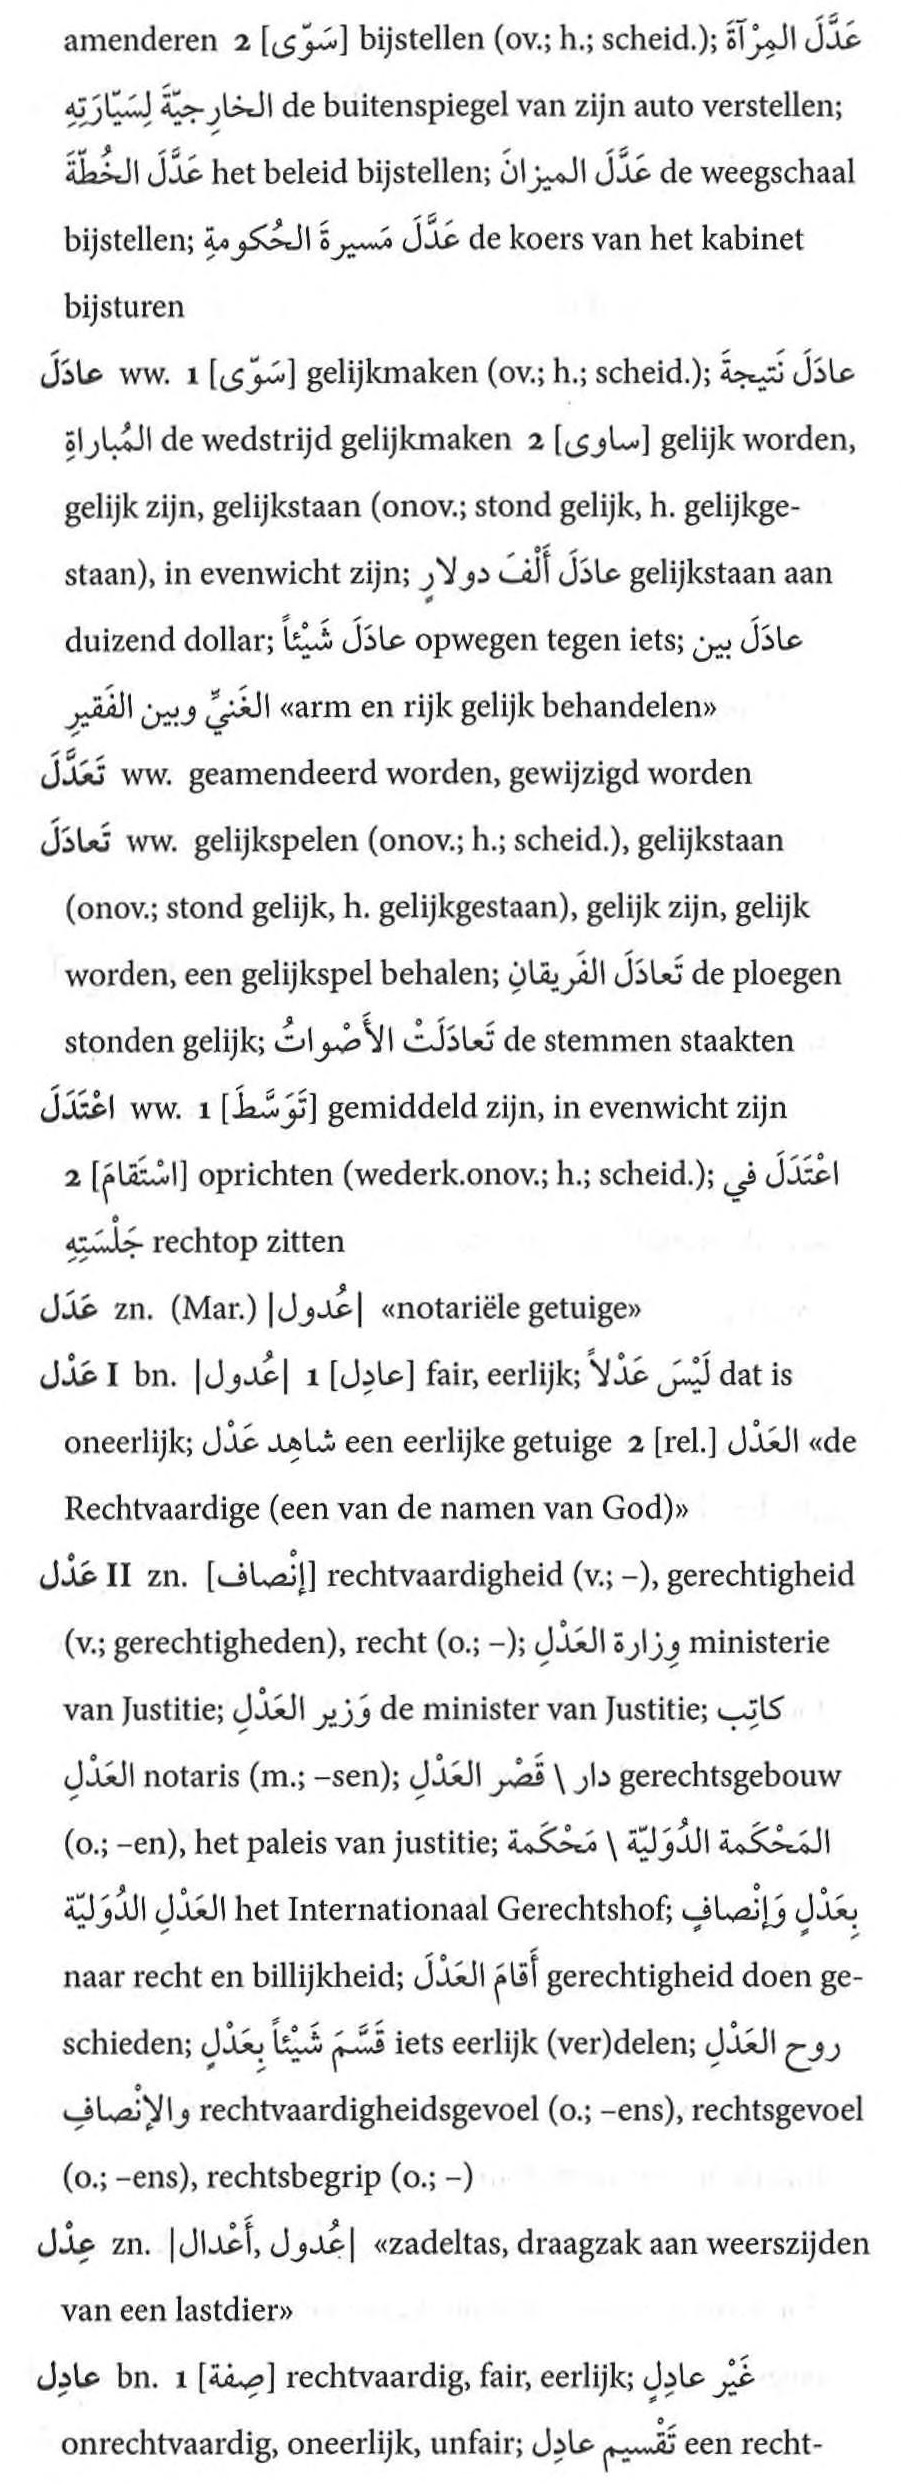 amenderen 2 [سَوّى] bijstellen (ov.; h.; scheid.); عَدَّلَ المِرْآةَ
الخارِجيّةَ لِسَيّارَتِهِ de buitenspiegel van zijn auto verstellen;
عَدَّلَ الخُطّةَ het beleid bijstellen; عَدَّلَ الميزانَ de weegschaal
bijstellen; عَدَّلَ مَسيرةَ الحُكومةِ de koers van het kabinet
bijsturen
عادَلَ ww. 1 [سَوّى] gelijkmaken (ov.; h.; scheid.); عادَلَ نَتيجةَ
المُباراةِ de wedstrijd gelijkmaken 2 [ساوى] gelijk worden,
gelijk zijn, gelijkstaan (onov.; stond gelijk, h. gelijkge-
staan), in evenwicht zijn; عادَلَ أَلْفَ دولارٍ gelijkstaan aan
duizend dollar; عادَلَ شَيْئاً opwegen tegen iets; عادَلَ بين
الغَنيِّ وبين الفَقيرِ «arm en rijk gelijk behandelen»
تَعَدَّلَ ww. geamendeerd worden, gewijzigd worden
تَعادَلَ ww. gelijkspelen (onov.; h.; scheid.), gelijkstaan
(onov.; stond gelijk, h. gelijkgestaan), gelijk zijn, gelijk
worden, een gelijkspel behalen; تَعادَلَ الفَريقانِ de ploegen
stonden gelijk; تَعادَلَتْ الأَصْواتُ de stemmen staakten
اعْتَدَلَ ww. 1 [تَوَسَّطَ] gemiddeld zijn, in evenwicht zijn
2 [اسْتَقامَ] oprichten (wederk.onov.; h.; scheid.); اعْتَدَلَ في
جَلْسَتِهِ rechtop zitten
عَدَل zn. (Mar.) |عُدول| «notariële getuige»
عَدْل I bn. |عُدول| 1 [عادِل] fair, eerlijk; لَيْسَ عَدْلاً dat is
oneerlijk; شاهِد عَدْل een eerlijke getuige 2 [rel.] العَدْل «de
Rechtvaardige (een van de namen van God)»
عَدْل II zn. [إنْصاف] rechtvaardigheid (v.; –), gerechtigheid
(v.; gerechtigheden), recht (o.; –); وِزارة العَدْلِ ministerie
van Justitie; وَزير العَدْلِ de minister van Justitie; كاتِب
العَدْلِ notaris (m.; –sen); دار \ قَصْر العَدْلِ gerechtsgebouw
(o.; –en), het paleis van justitie; المَحْكَمة الدُّوَليّة \ مَحْكَمة
العَدْلِ الدُّوَليّة het Internationaal Gerechtshof; بِعَدْلٍ وَإنْصافٍ
naar recht en billijkheid; أَقامَ العَدْلَ gerechtigheid doen ge-
schieden; قَسَّمَ شَيْئاً بِعَدْلٍ iets eerlijk (ver)delen; روح العَدْلِ
والإنْصافِ rechtvaardigheidsgevoel (o.; –ens), rechtsgevoel
(o.; –ens), rechtsbegrip (o.; –)
عِدْل zn. |عُدول, أَعْدال| «zadeltas, draagzak aan weerszijden
van een lastdier»
عادِل bn. 1 [صِفة] rechtvaardig, fair, eerlijk; غَيْر عادِلٍ
onrechtvaardig, oneerlijk, unfair; تَقْسيم عادِل een recht-